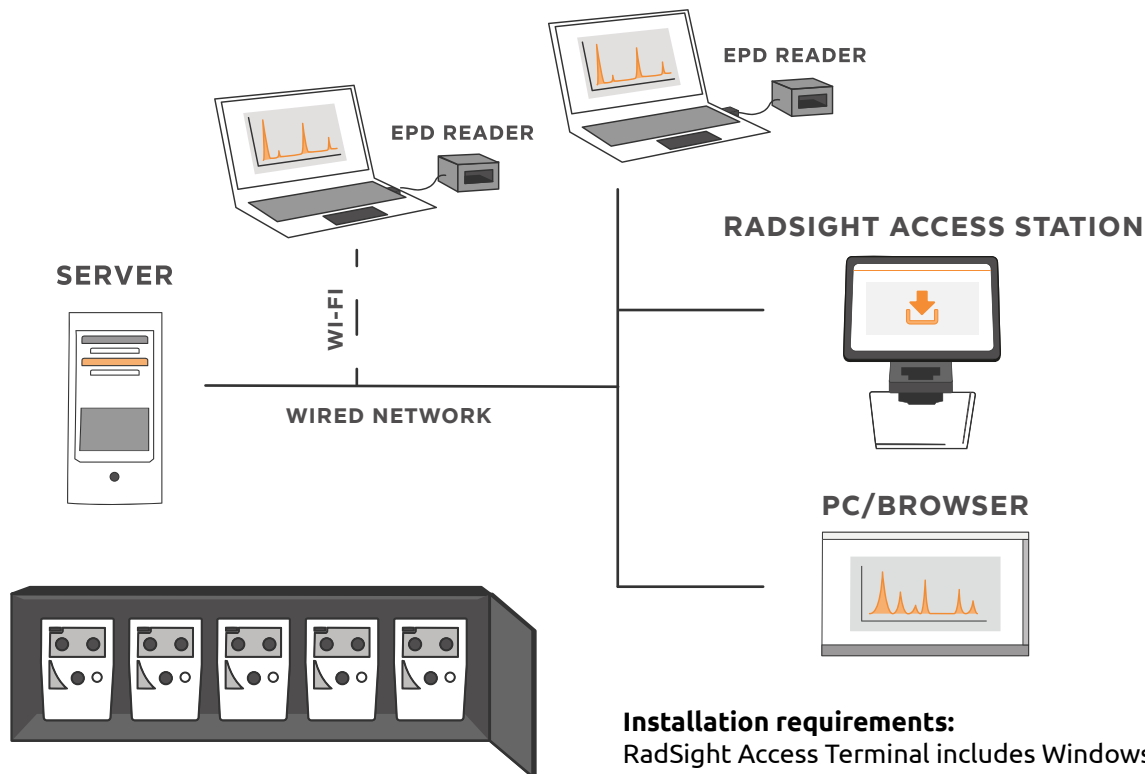 EPD READER
EPD READER
RADSIGHT ACCESS STATION
SERVER
WI-FI
WIRED NETWORK
PC/BROWSER
Installation requirements:
RadSight Access Terminal includes Windows